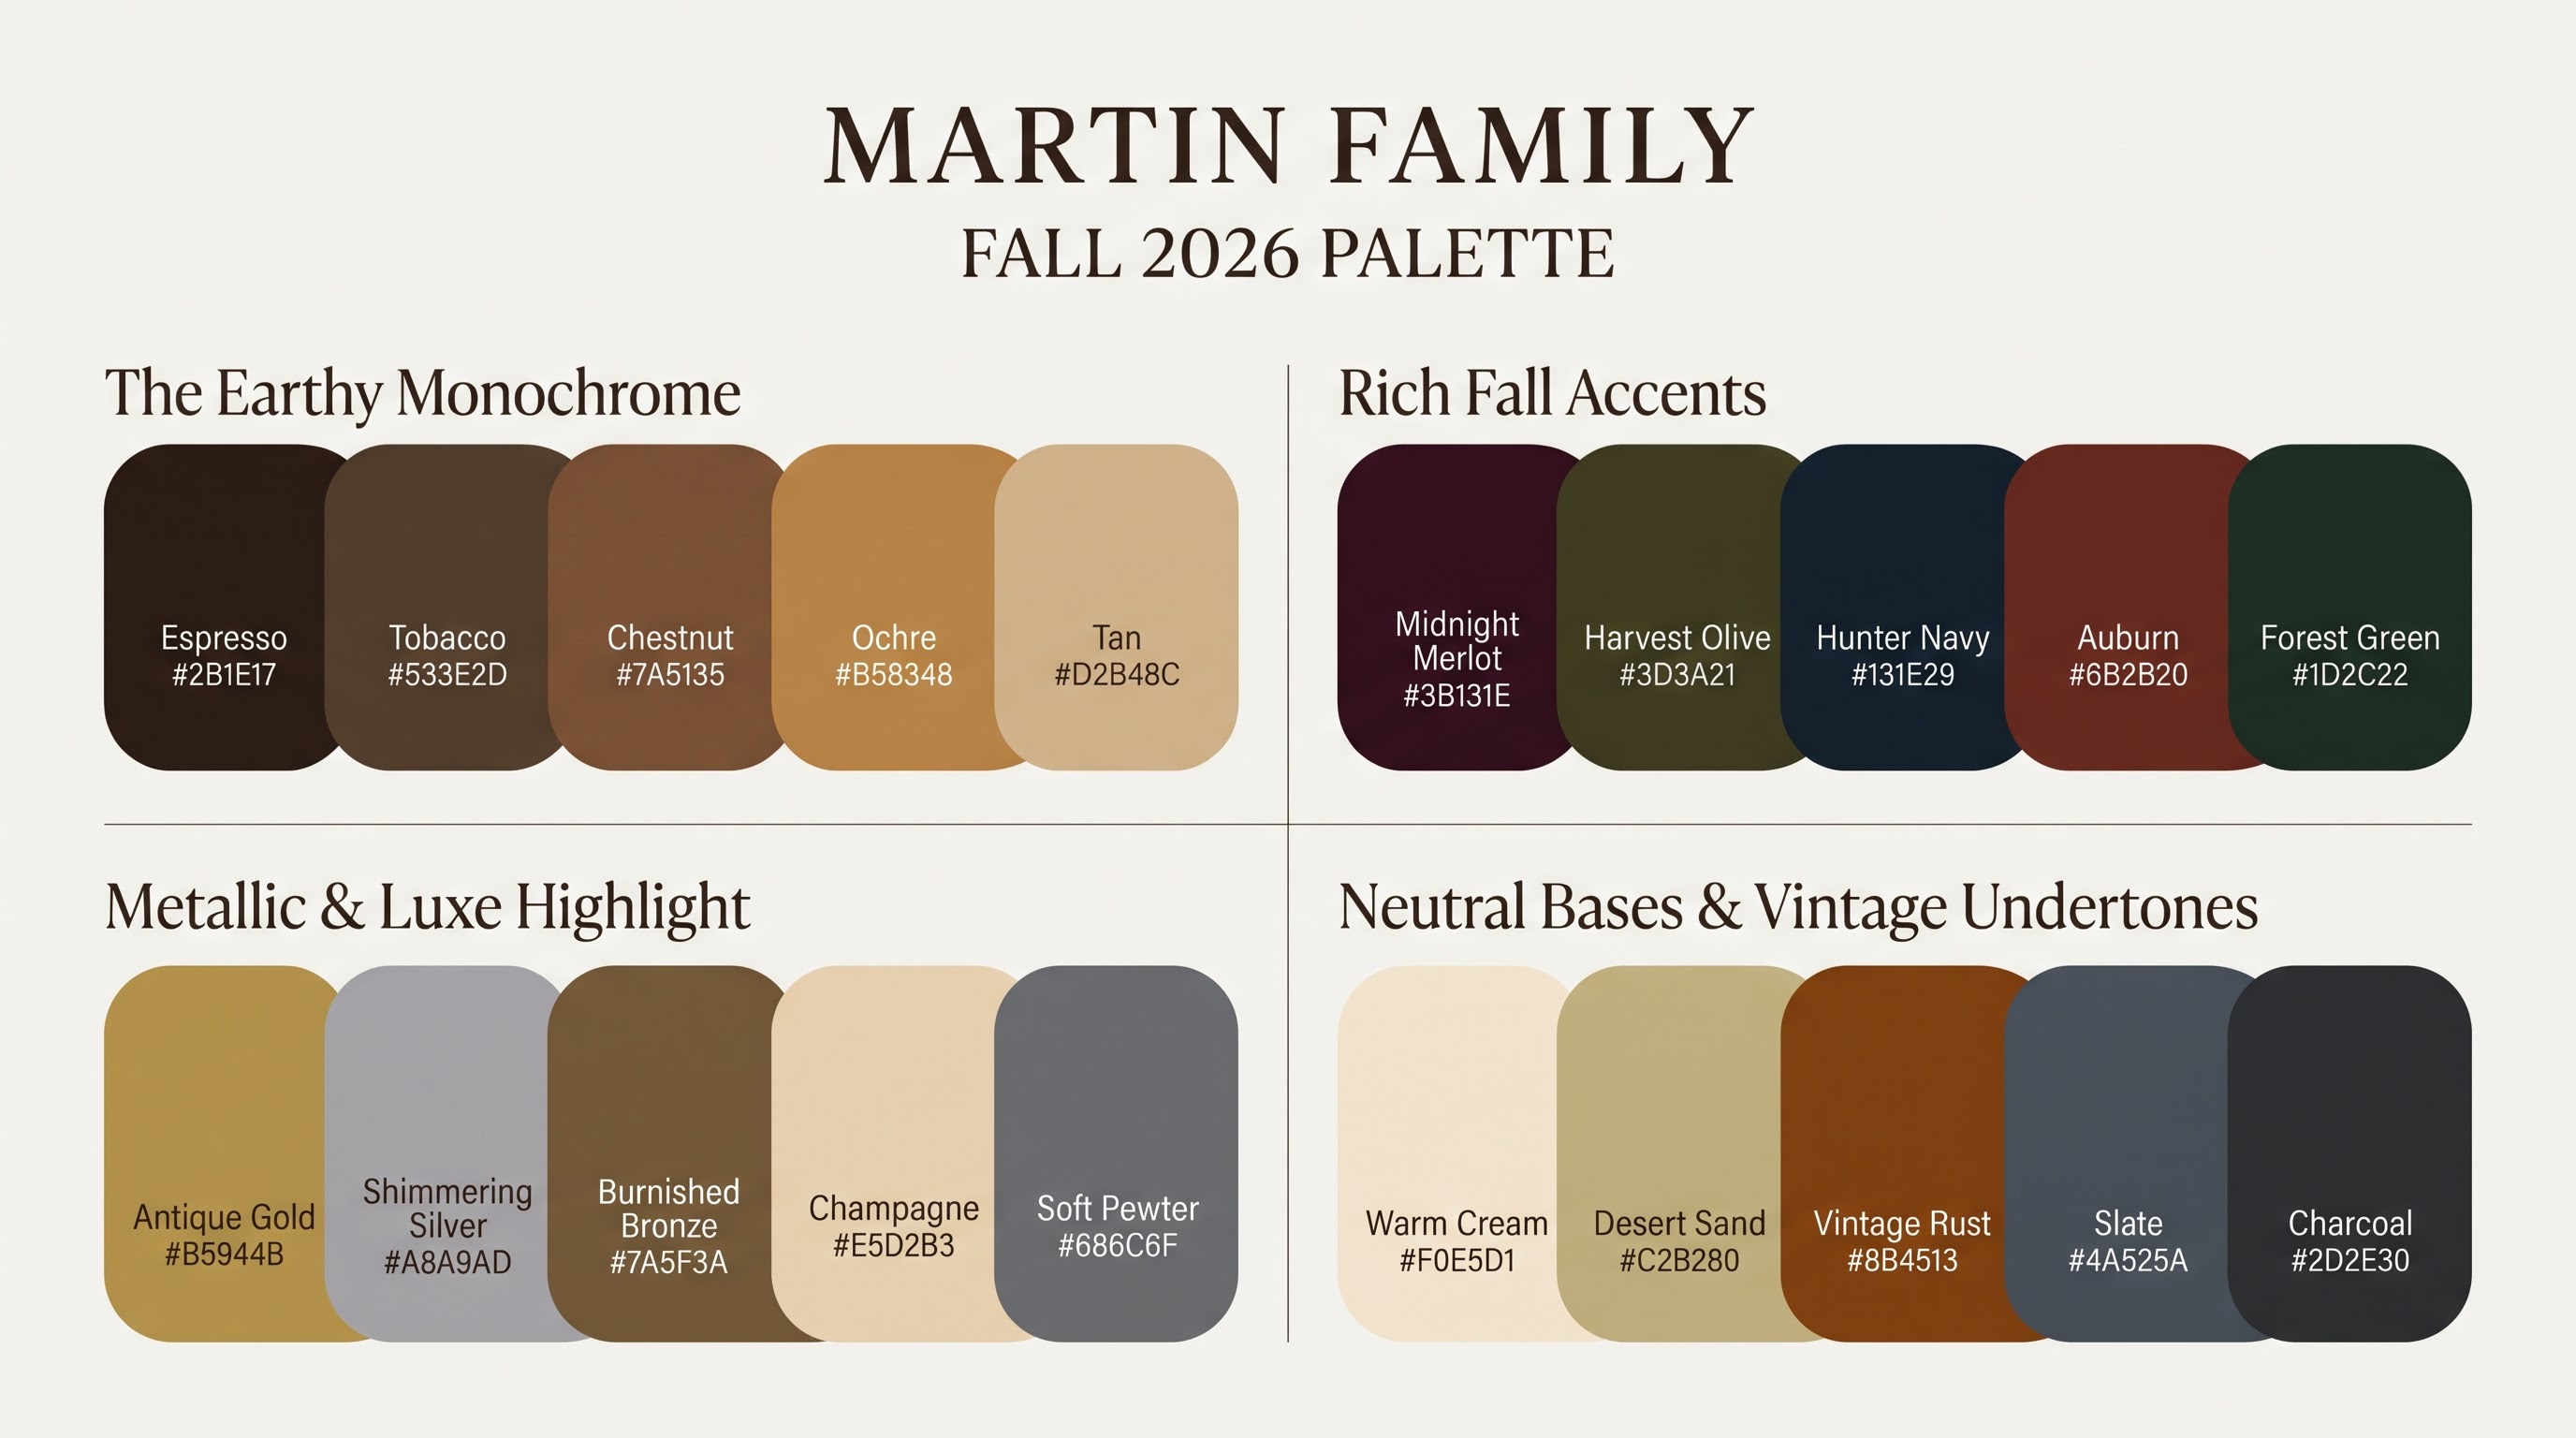 MARTIN FAMILY
FALL 2026 PALETTE
The Earthy Monochrome
Espresso
#2B1E17
Tobacco
#533E2D
Chestnut
#7A5135
Ochre
#B58348
Tan
#D2B48C
Rich Fall Accents
Midnight
Merlot
#3B131E
Harvest Olive
#3D3A21
Hunter Navy
#131E29
Auburn
#6B2B20
Forest Green
#1D2C22
Metallic & Luxe Highlight
Antique Gold
#B5944B
Shimmering
Silver
#A8A9AD
Burnished
Bronze
#7A5F3A
Champagne
#E5D2B3
Soft Pewter
#686C6F
Neutral Bases & Vintage Undertones
Warm Cream
#F0E5D1
Desert Sand
#C2B280
Vintage Rust
#8B4513
Slate
#4A525A
Charcoal
#2D2E30